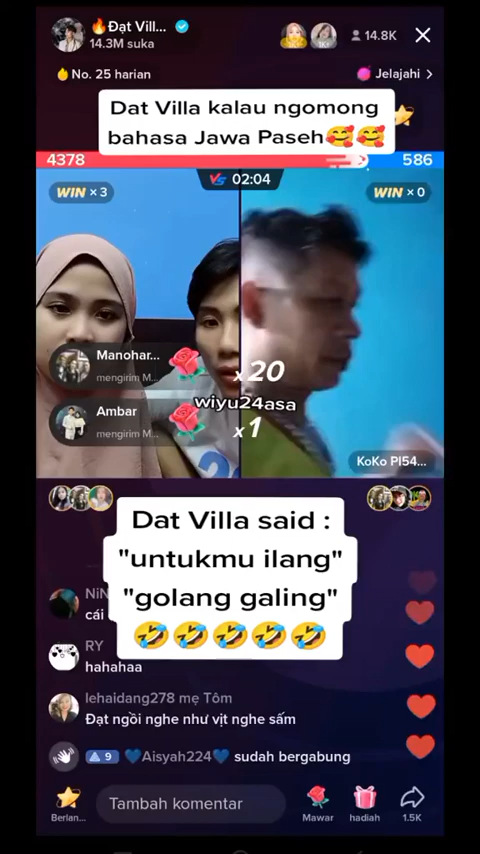 🔥Đạt Vill...
14.3M suka
1K+
14.8K
No. 25 harian
Jelajahi >
Dat Villa kalau ngomong
bahasa Jawa Paseh🥰🥰
4378
586
VS 02:04
WIN × 3
WIN × 0
Manohar...
mengirim M...
x 20
wiyu24asa
Ambar
mengirim M...
x 1
KoKo PI54...
Dat Villa said :
"untukmu ilang"
"golang galing"
🤣🤣🤣🤣🤣
NiN
cái
RY
hahahaa
lehaidang278 mẹ Tôm
Đạt ngồi nghe như vịt nghe sấm
9 💙Aisyah224💙 sudah bergabung
Berlan...
Tambah komentar
Mawar
hadiah
1.5K